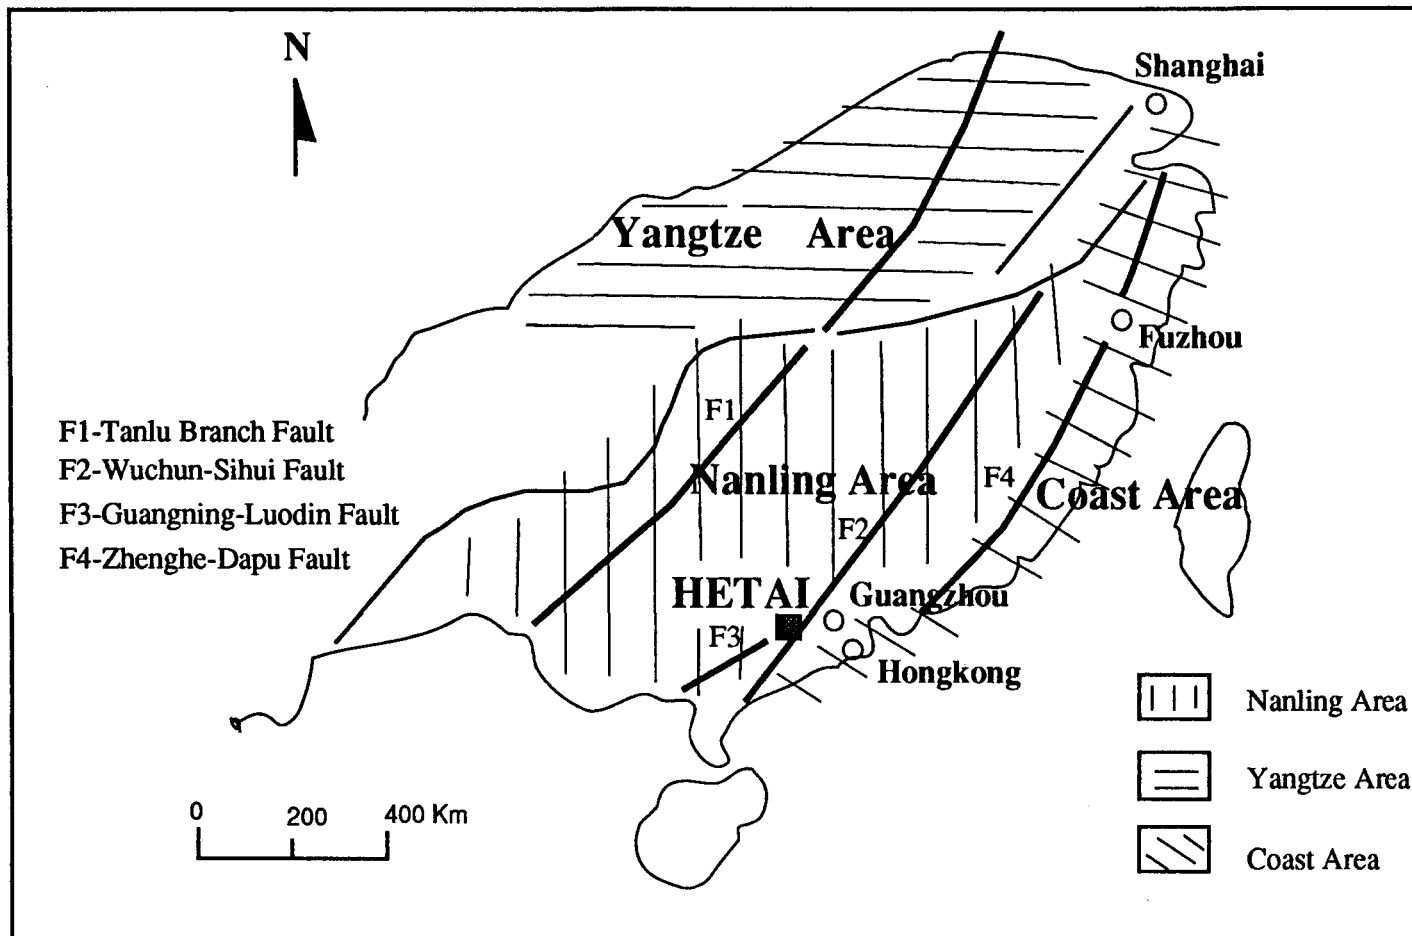 N
Shanghai
Yangtze Area
Fuzhou
F1
F1-Tanlu Branch Fault
F2-Wuchun-Sihui Fault
F3-Guangning-Luodin Fault
F4-Zhenghe-Dapu Fault
Nanling Area
F4
Coast Area
F2
HETAI
Guangzhou
F3
Hongkong
Nanling Area
Yangtze Area
Coast Area
0 200 400 Km